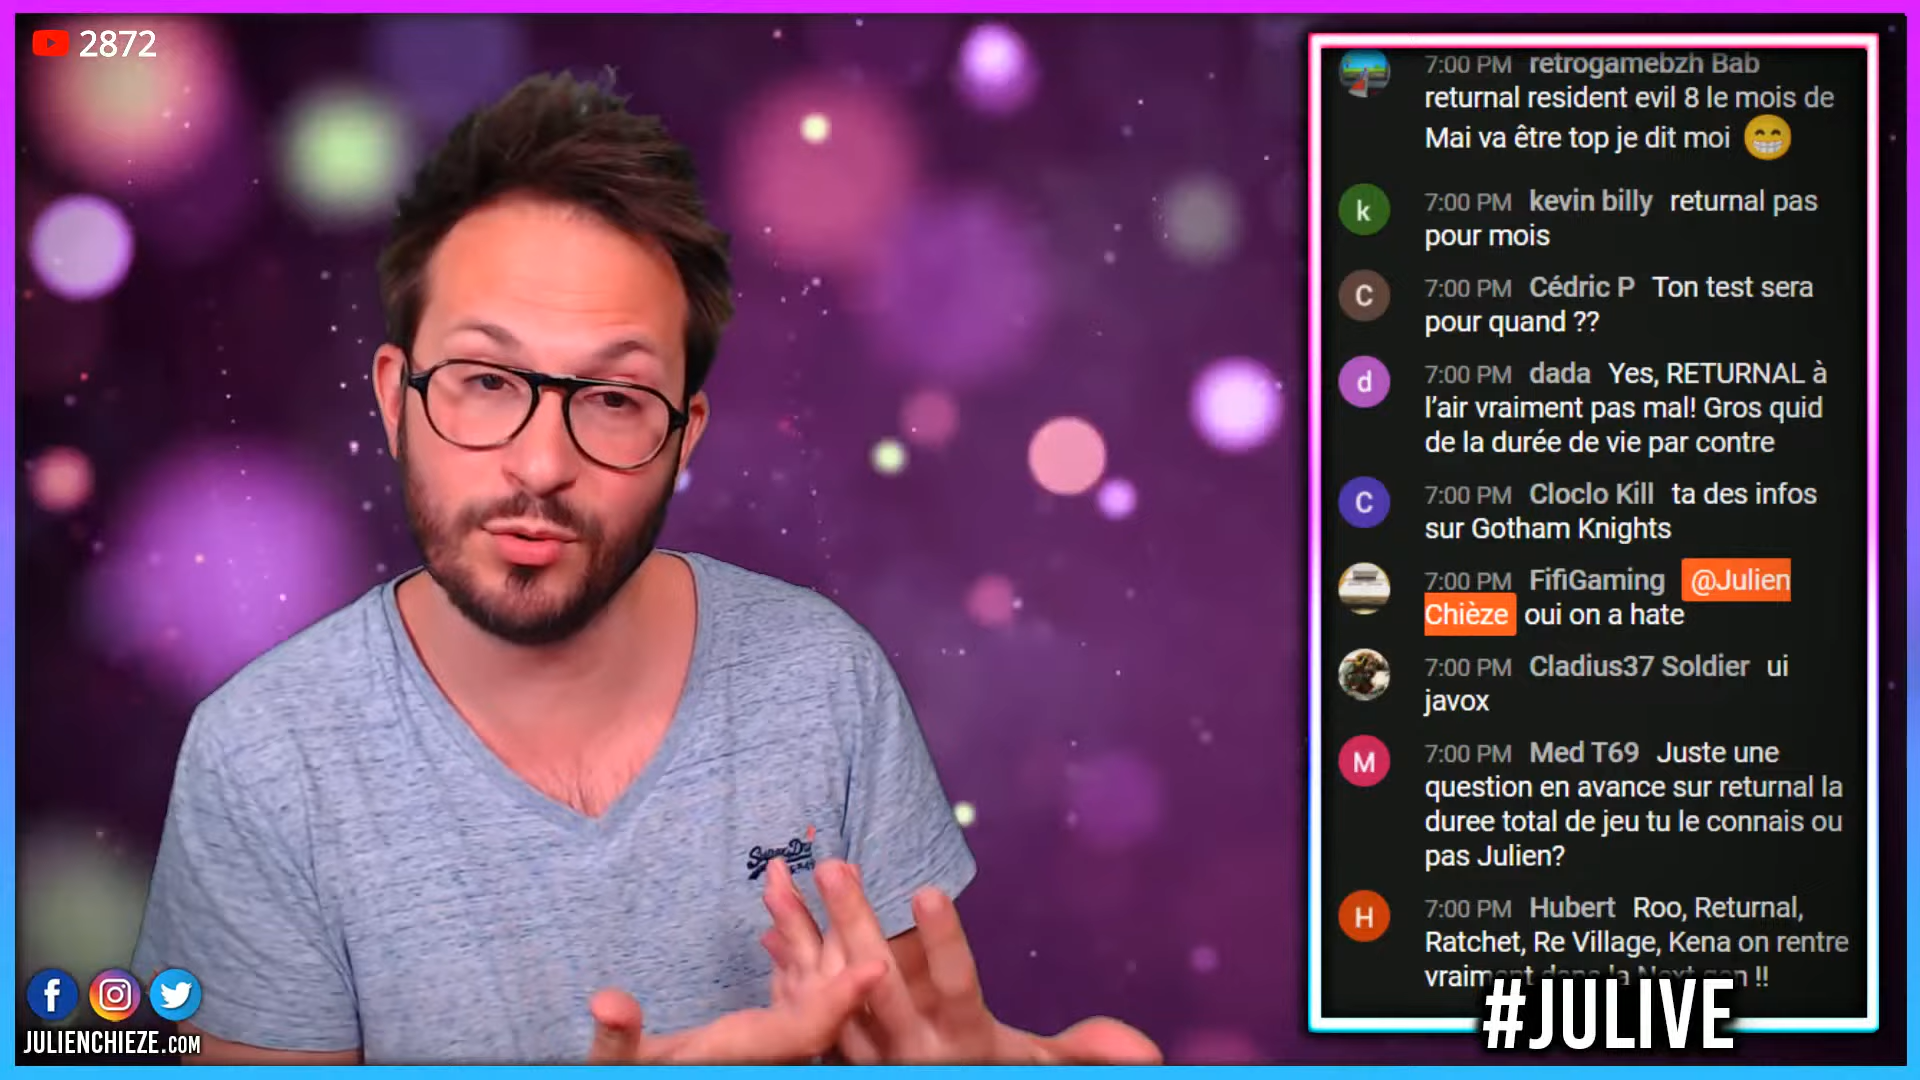 2872
7:00 PM retrogamebzh Bab
returnal resident evil 8 le mois de
Mai va être top je dit moi
k
7:00 PM kevin billy returnal pas
pour mois
C
7:00 PM Cédric P Ton test sera
pour quand ??
d
7:00 PM dada Yes, RETURNAL à
l’air vraiment pas mal! Gros quid
de la durée de vie par contre
C
7:00 PM Cloclo Kill ta des infos
sur Gotham Knights
7:00 PM FifiGaming @Julien
Chièze oui on a hate
7:00 PM Cladius37 Soldier ui
javox
M
7:00 PM Med T69 Juste une
question en avance sur returnal la
duree total de jeu tu le connais ou
pas Julien?
H
7:00 PM Hubert Roo, Returnal,
Ratchet, Re Village, Kena on rentre
vraiment dans la Next gen !!
#JULIVE
JULIENCHIEZE.COM